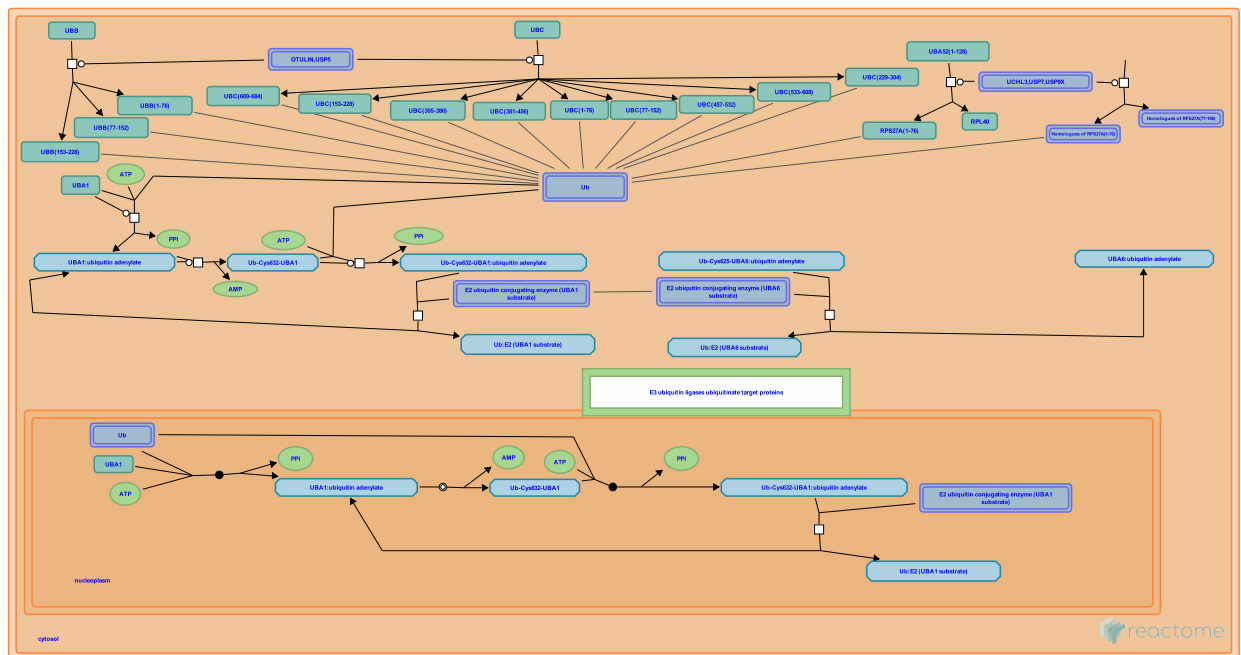 UBB
UBC
OTULIN,USP5
UBA52(1-128)
UCHL3,USP7,USP9X
UBC(229-304)
UBC(533-608)
UBC(609-684)
UBC(153-228)
UBC(305-380)
UBC(381-456)
UBC(1-76)
UBC(77-152)
UBC(457-532)
UBB(1-76)
UBB(77-152)
UBB(153-228)
RPS27A(1-76)
RPL40
Homologues of RPS27A(77-156)
Homologues of RPS27A(1-76)
ATP
UBA1
Ub
PPi
ATP
PPi
UBA1:ubiquitin adenylate
Ub-Cys632-UBA1
Ub-Cys632-UBA1:ubiquitin adenylate
Ub-Cys625-UBA6:ubiquitin adenylate
UBA6:ubiquitin adenylate
AMP
E2 ubiquitin conjugating enzyme (UBA1
substrate)
E2 ubiquitin conjugating enzyme (UBA6
substrate)
Ub:E2 (UBA1 substrate)
Ub:E2 (UBA6 substrate)
E3 ubiquitin ligases ubiquitinate target proteins
Ub
UBA1
ATP
PPi
AMP
ATP
PPi
UBA1:ubiquitin adenylate
Ub-Cys632-UBA1
Ub-Cys632-UBA1:ubiquitin adenylate
E2 ubiquitin conjugating enzyme (UBA1
substrate)
Ub:E2 (UBA1 substrate)
nucleoplasm
cytosol
reactome